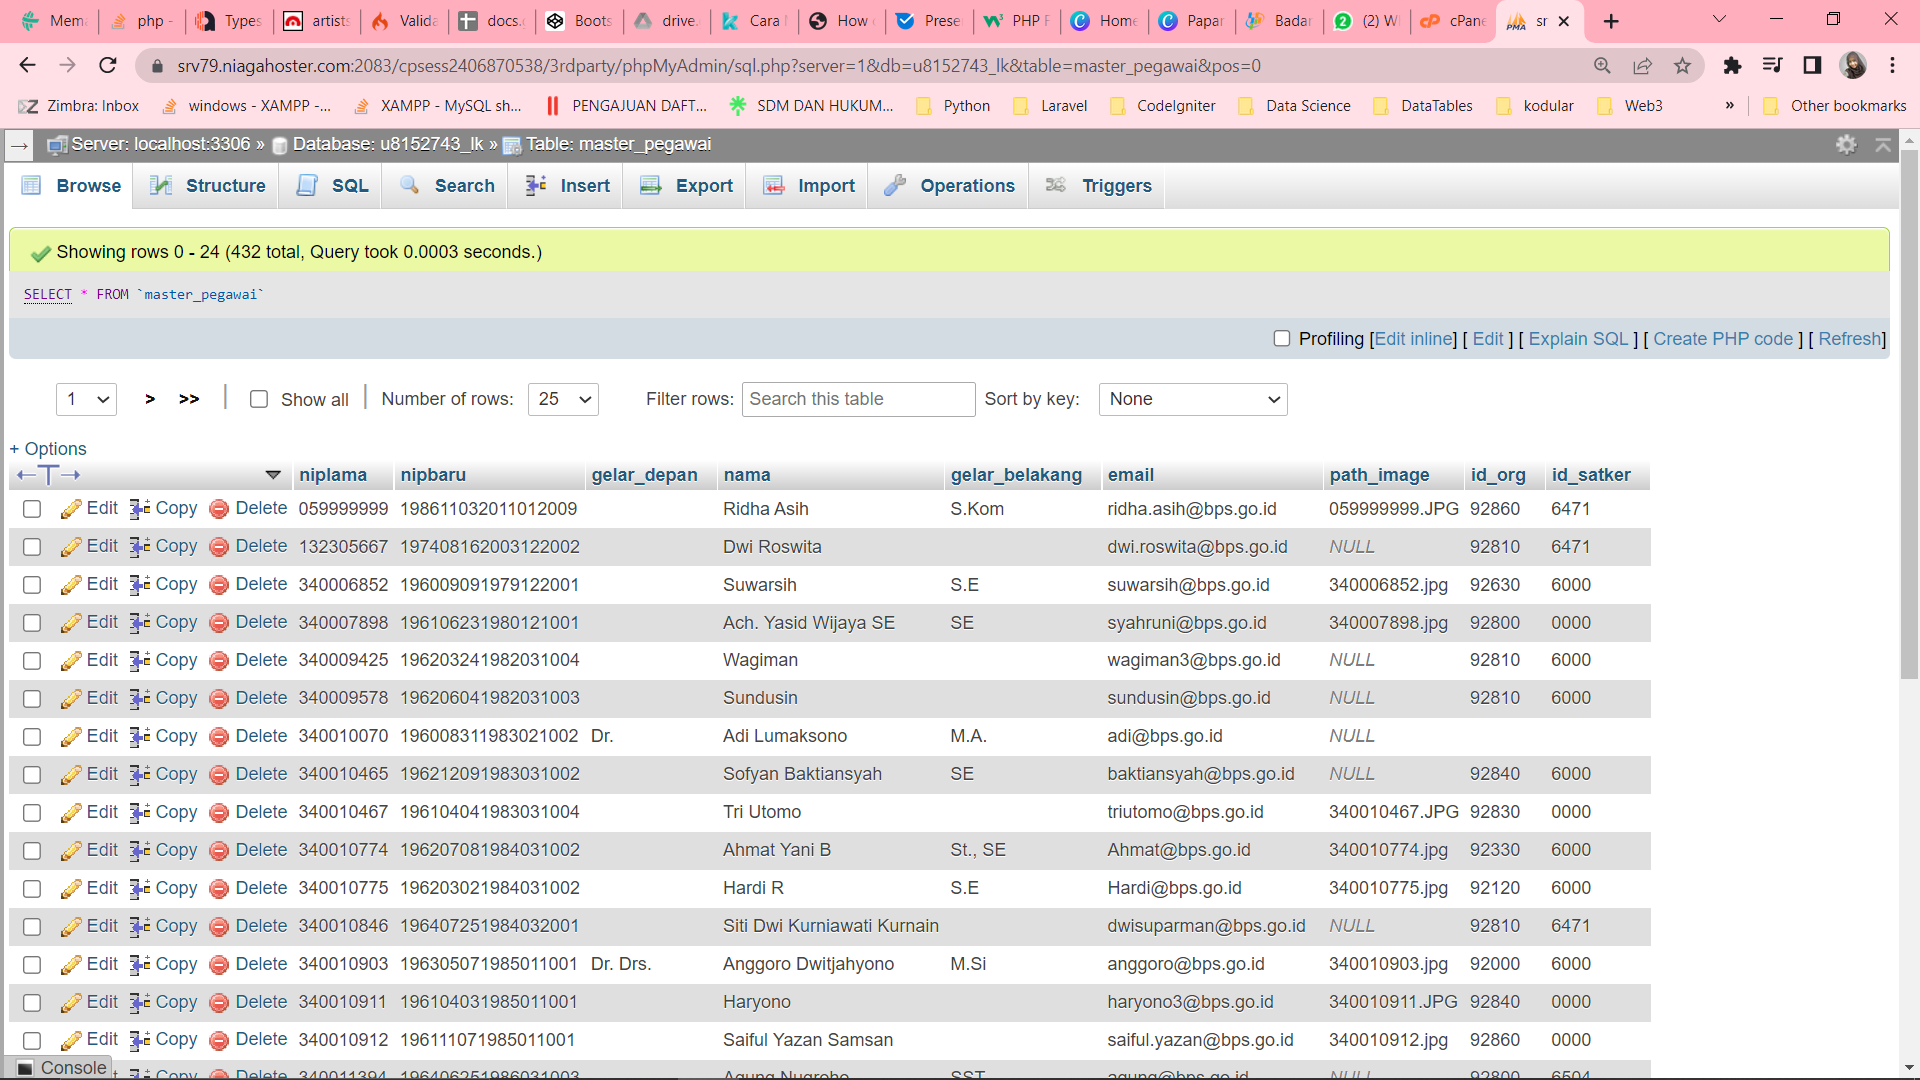 Mema php - Types artists Valida docs. Boots drive. Cara How Preser PHP F Home Papar Badan (2) W cPane sr
srv79.niagahoster.com:2083/cpsess2406870538/3rdparty/phpMyAdmin/sql.php?server=1&db=u8152743_lk&table=master_pegawai&pos=0
Zimbra: Inbox windows - XAMPP -... XAMPP - MySQL sh... PENGAJUAN DAFT... SDM DAN HUKUM... Python Laravel CodeIgniter Data Science DataTables kodular Web3 » Other bookmarks
Server: localhost:3306 » Database: u8152743_lk » Table: master_pegawai
Browse Structure SQL Search Insert Export Import Operations Triggers
Showing rows 0 - 24 (432 total, Query took 0.0003 seconds.)
SELECT * FROM `master_pegawai`
Profiling [Edit inline] [ Edit ] [ Explain SQL ] [ Create PHP code ] [ Refresh]
1 > >> | Show all | Number of rows: 25 Filter rows: Search this table Sort by key: None
+ Options
←T→ niplama nipbaru gelar_depan nama gelar_belakang email path_image id_org id_satker
Edit Copy Delete 059999999 198611032011012009 Ridha Asih S.Kom ridha.asih@bps.go.id 059999999.JPG 92860 6471
Edit Copy Delete 132305667 197408162003122002 Dwi Roswita dwi.roswita@bps.go.id NULL 92810 6471
Edit Copy Delete 340006852 196009091979122001 Suwarsih S.E suwarsih@bps.go.id 340006852.jpg 92630 6000
Edit Copy Delete 340007898 196106231980121001 Ach. Yasid Wijaya SE SE syahruni@bps.go.id 340007898.jpg 92800 0000
Edit Copy Delete 340009425 196203241982031004 Wagiman wagiman3@bps.go.id NULL 92810 6000
Edit Copy Delete 340009578 196206041982031003 Sundusin sundusin@bps.go.id NULL 92810 6000
Edit Copy Delete 340010070 196008311983021002 Dr. Adi Lumaksono M.A. adi@bps.go.id NULL
Edit Copy Delete 340010465 196212091983031002 Sofyan Baktiansyah SE baktiansyah@bps.go.id NULL 92840 6000
Edit Copy Delete 340010467 196104041983031004 Tri Utomo triutomo@bps.go.id 340010467.JPG 92830 0000
Edit Copy Delete 340010774 196207081984031002 Ahmat Yani B St., SE Ahmat@bps.go.id 340010774.jpg 92330 6000
Edit Copy Delete 340010775 196203021984031002 Hardi R S.E Hardi@bps.go.id 340010775.jpg 92120 6000
Edit Copy Delete 340010846 196407251984032001 Siti Dwi Kurniawati Kurnain dwisuparman@bps.go.id NULL 92810 6471
Edit Copy Delete 340010903 196305071985011001 Dr. Drs. Anggoro Dwitjahyono M.Si anggoro@bps.go.id 340010903.jpg 92000 6000
Edit Copy Delete 340010911 196104031985011001 Haryono haryono3@bps.go.id 340010911.JPG 92840 0000
Edit Copy Delete 340010912 196111071985011001 Saiful Yazan Samsan saiful.yazan@bps.go.id 340010912.jpg 92860 0000
Console Copy Delete 340011394 196406251986031003 Agung Nugroho SST agung@bps.go.id NULL 92800 6504